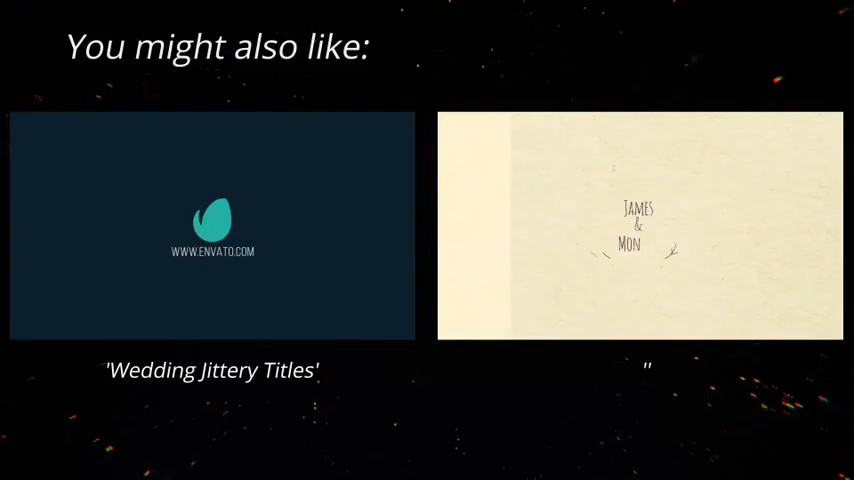 You might also like:
WWW.ENVATO.COM
JAMES
&
MON
'Wedding Jittery Titles'
''